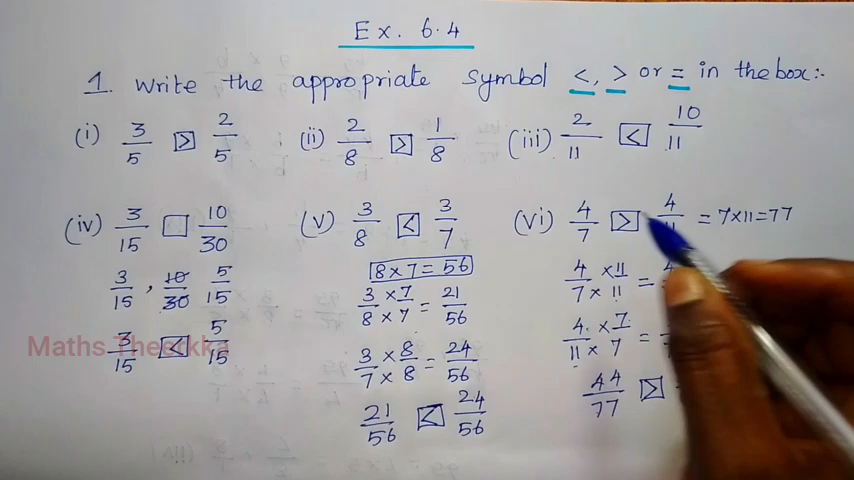 Ex. 6.4
1. Write the appropriate symbol <, > or = in the box:-
(i) 3/5 > 2/5 (ii) 2/8 > 1/8 (iii) 2/11 < 10/11
(iv) 3/15 □ 10/30 (v) 3/8 < 3/7 (vi) 4/7 > 4/ = 7×11=77
3/15 , 10/30 5/15 8×7=56 4/7 × 11/11 =
3/8 × 7/7 = 21/56
3/15 < 5/15 3/7 × 8/8 = 24/56 4/11 × 7/7 =
21/56 < 24/56 44/77 >
Maths Theerkka